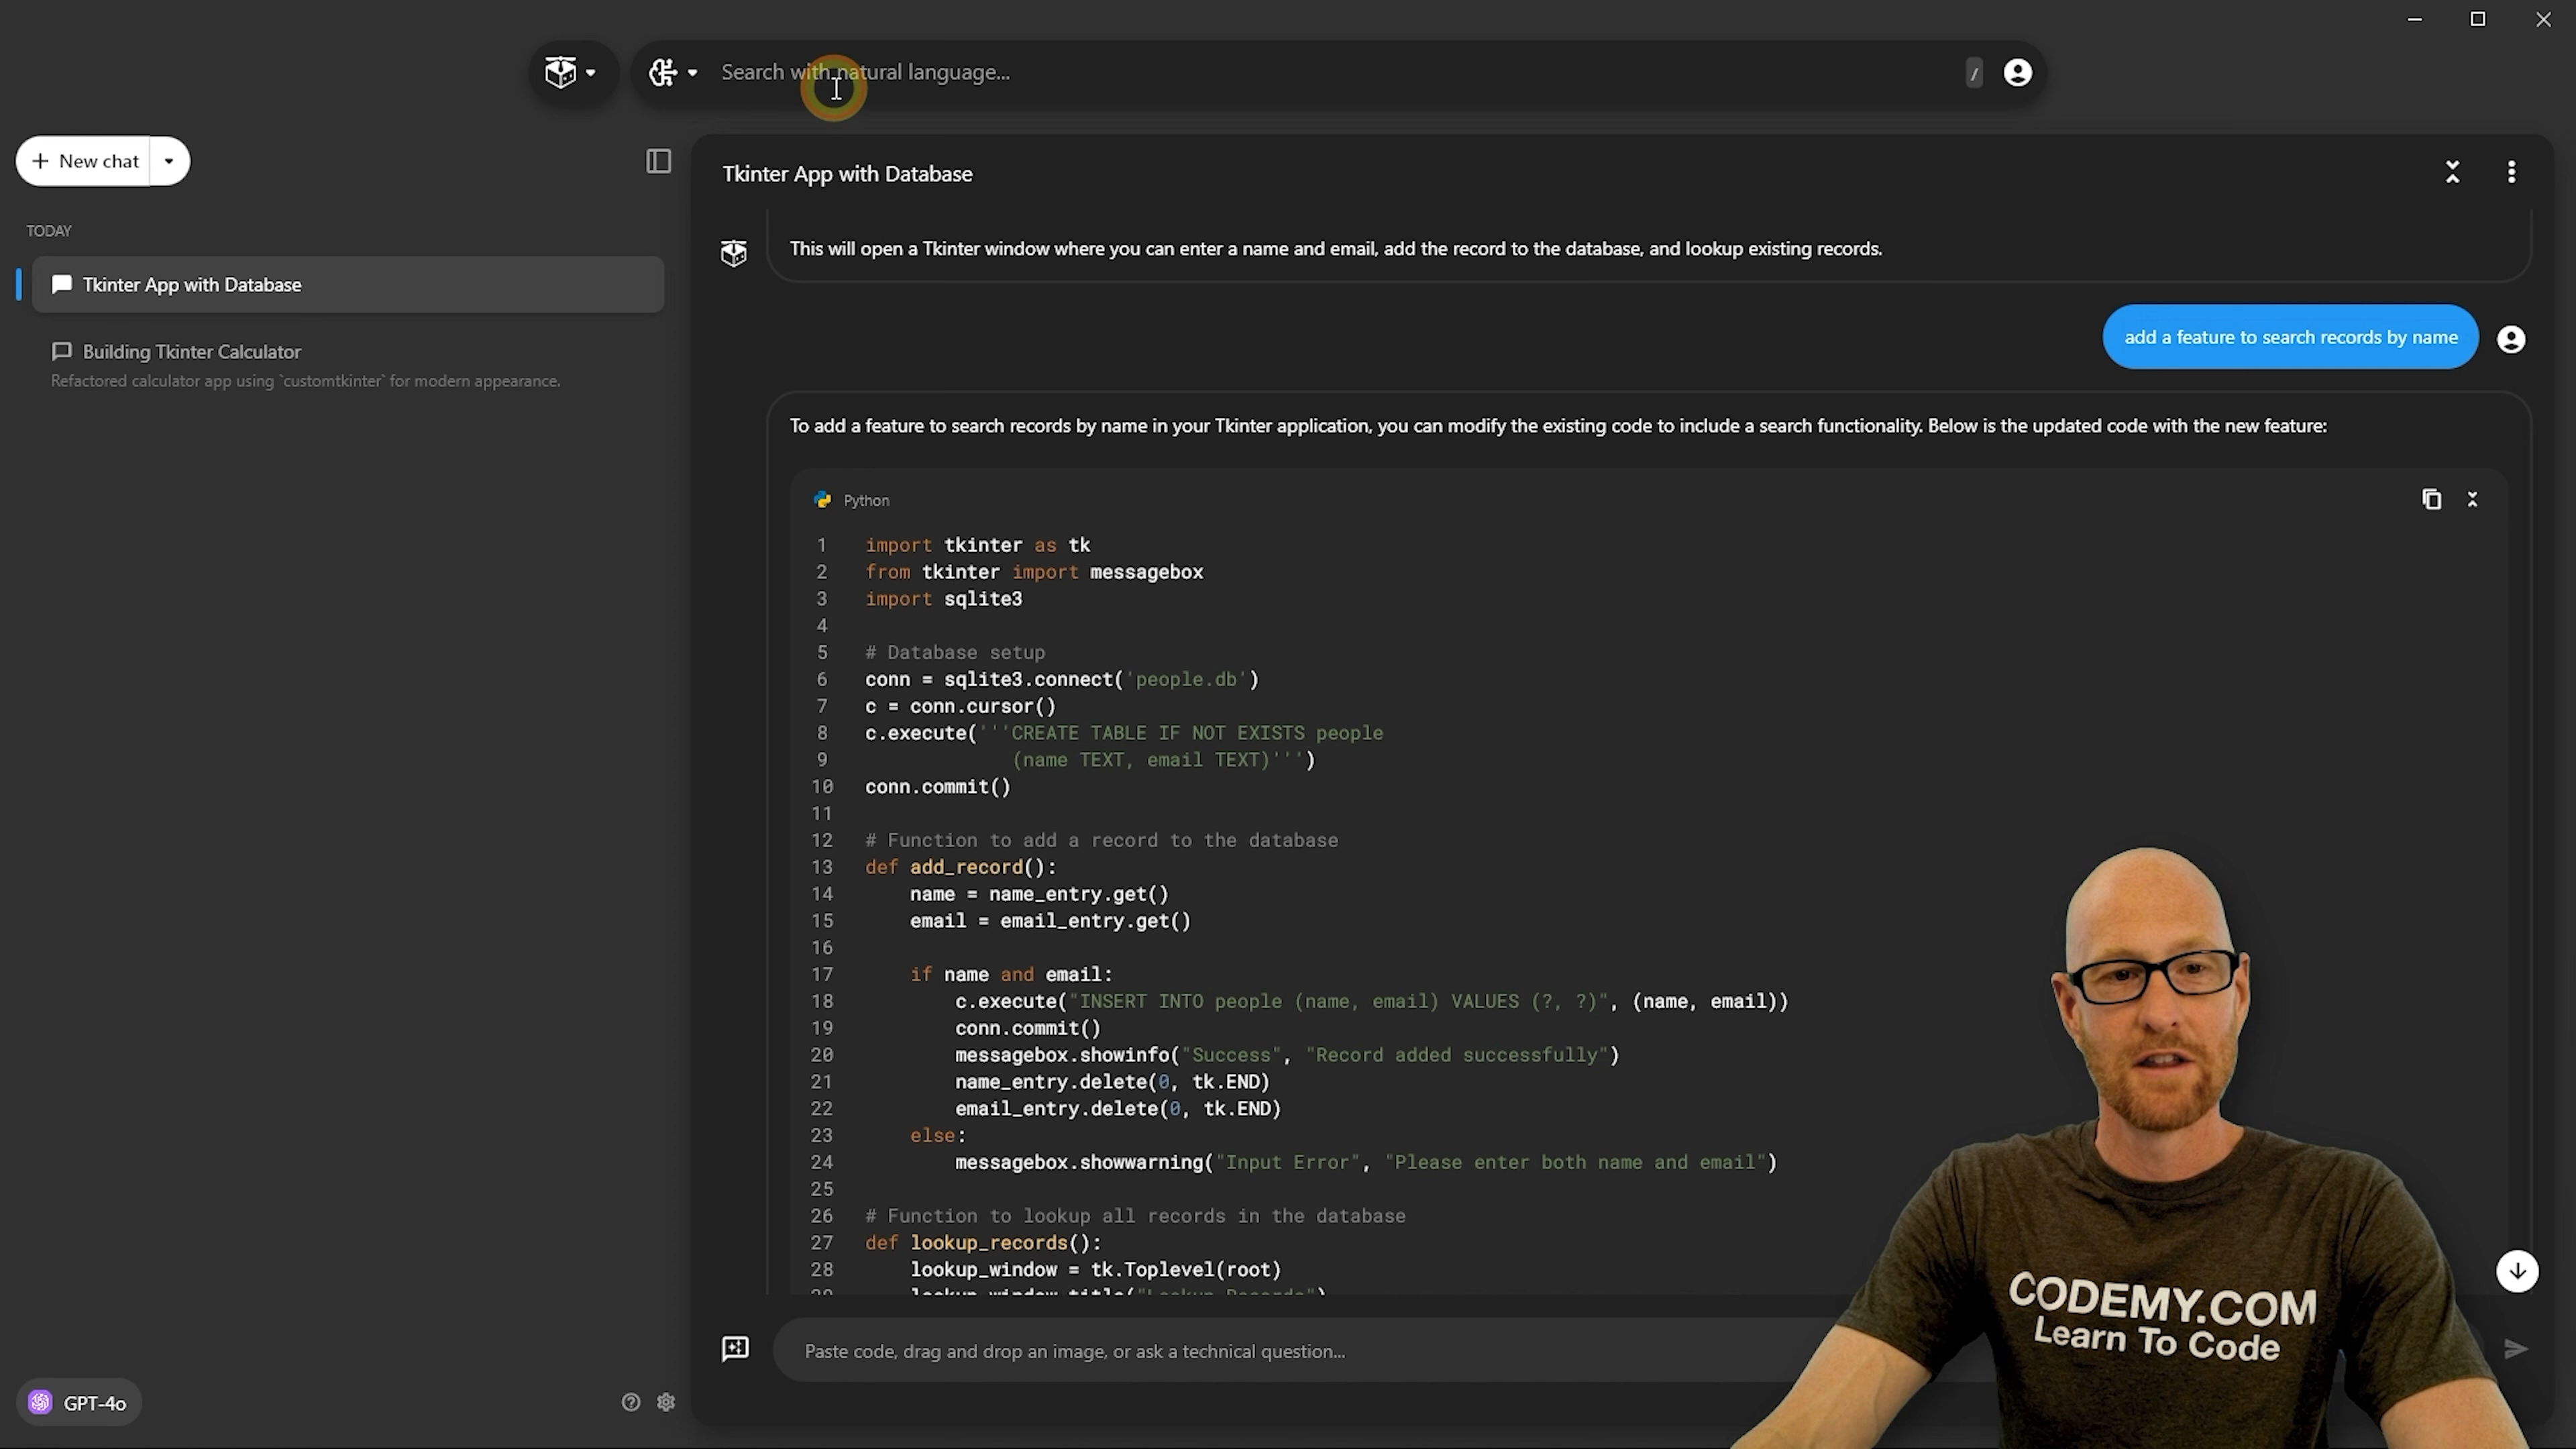 Search with natural language...
/
New chat
TODAY
Tkinter App with Database
Building Tkinter Calculator
Refactored calculator app using `customtkinter` for modern appearance.
GPT-4o
Tkinter App with Database
This will open a Tkinter window where you can enter a name and email, add the record to the database, and lookup existing records.
add a feature to search records by name
To add a feature to search records by name in your Tkinter application, you can modify the existing code to include a search functionality. Below is the updated code with the new feature:
Python
1 import tkinter as tk
2 from tkinter import messagebox
3 import sqlite3
4
5 # Database setup
6 conn = sqlite3.connect('people.db')
7 c = conn.cursor()
8 c.execute('''CREATE TABLE IF NOT EXISTS people
9 (name TEXT, email TEXT)''')
10 conn.commit()
11
12 # Function to add a record to the database
13 def add_record():
14 name = name_entry.get()
15 email = email_entry.get()
16
17 if name and email:
18 c.execute("INSERT INTO people (name, email) VALUES (?, ?)", (name, email))
19 conn.commit()
20 messagebox.showinfo("Success", "Record added successfully")
21 name_entry.delete(0, tk.END)
22 email_entry.delete(0, tk.END)
23 else:
24 messagebox.showwarning("Input Error", "Please enter both name and email")
25
26 # Function to lookup all records in the database
27 def lookup_records():
28 lookup_window = tk.Toplevel(root)
29 lookup_window.title("Lookup Records")
Paste code, drag and drop an image, or ask a technical question...
CODEMY.COM
Learn To Code